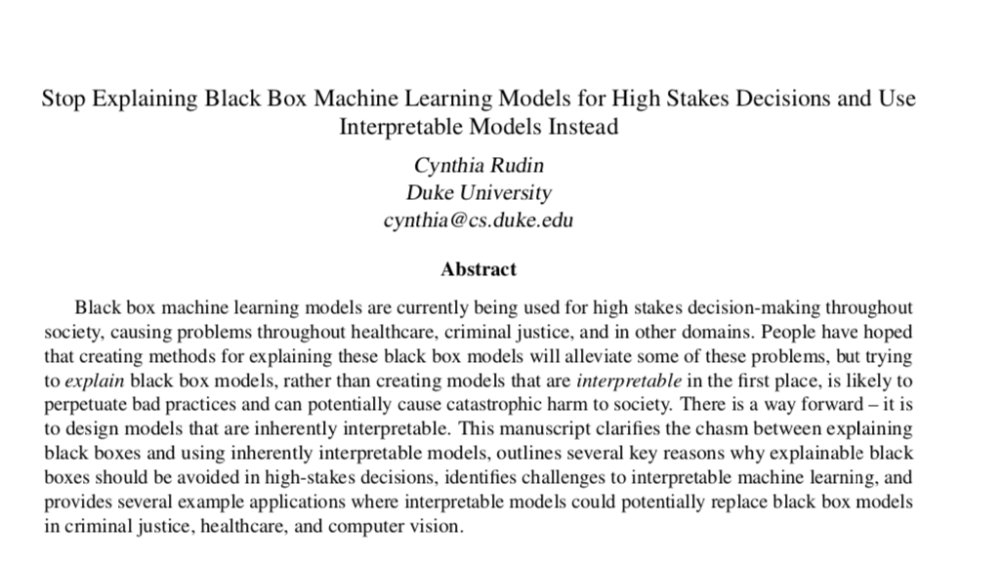 Stop Explaining Black Box Machine Learning Models for High Stakes Decisions and Use
Interpretable Models Instead
Cynthia Rudin
Duke University
cynthia@cs.duke.edu
Abstract
Black box machine learning models are currently being used for high stakes decision-making throughout
society, causing problems throughout healthcare, criminal justice, and in other domains. People have hoped
that creating methods for explaining these black box models will alleviate some of these problems, but trying
to explain black box models, rather than creating models that are interpretable in the first place, is likely to
perpetuate bad practices and can potentially cause catastrophic harm to society. There is a way forward – it is
to design models that are inherently interpretable. This manuscript clarifies the chasm between explaining
black boxes and using inherently interpretable models, outlines several key reasons why explainable black
boxes should be avoided in high-stakes decisions, identifies challenges to interpretable machine learning, and
provides several example applications where interpretable models could potentially replace black box models
in criminal justice, healthcare, and computer vision.